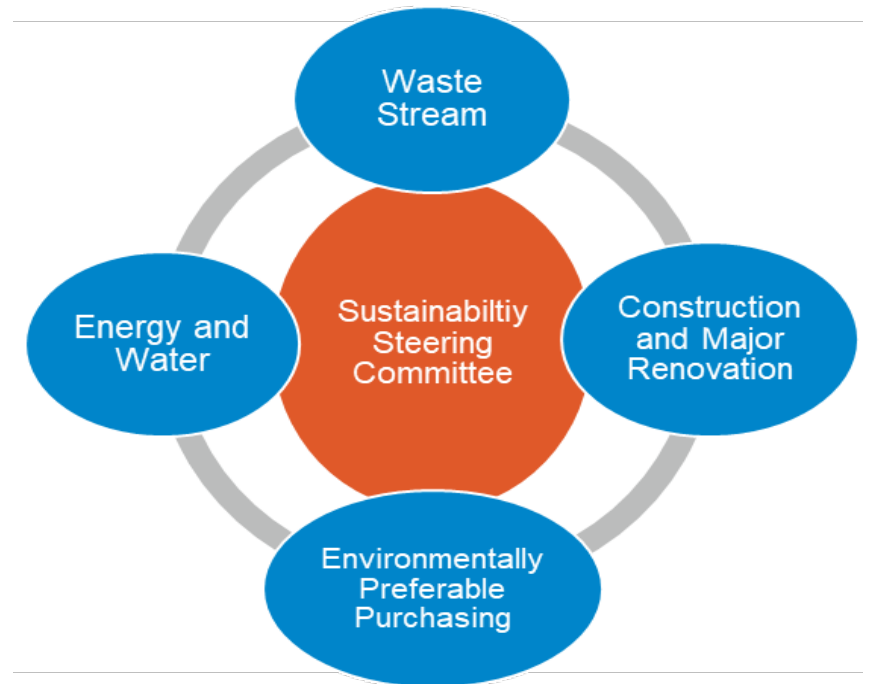 Waste
Stream
Energy and
Water
Sustainabiltiy
Steering
Committee
Construction
and Major
Renovation
Environmentally
Preferable
Purchasing